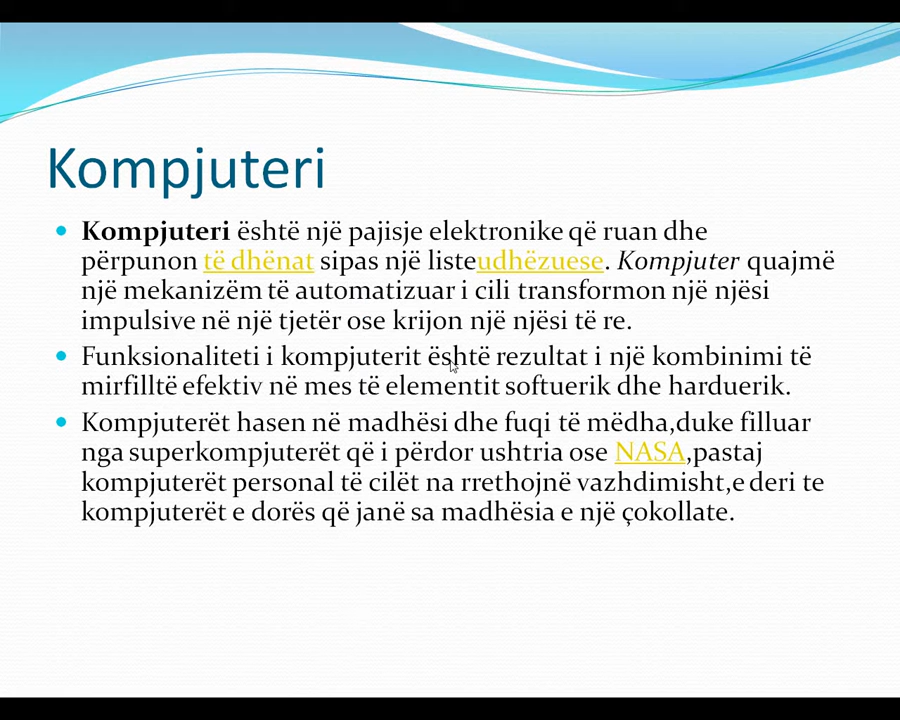 Kompjuteri
Kompjuteri është një pajisje elektronike që ruan dhe
përpunon të dhënat sipas një listeudhëzuese. Kompjuter quajmë
një mekanizëm të automatizuar i cili transformon një njësi
impulsive në një tjetër ose krijon një njësi të re.
Funksionaliteti i kompjuterit është rezultat i një kombinimi të
mirfilltë efektiv në mes të elementit softuerik dhe harduerik.
Kompjuterët hasen në madhësi dhe fuqi të mëdha,duke filluar
nga superkompjuterët që i përdor ushtria ose NASA,pastaj
kompjuterët personal të cilët na rrethojnë vazhdimisht,e deri te
kompjuterët e dorës që janë sa madhësia e një çokollate.